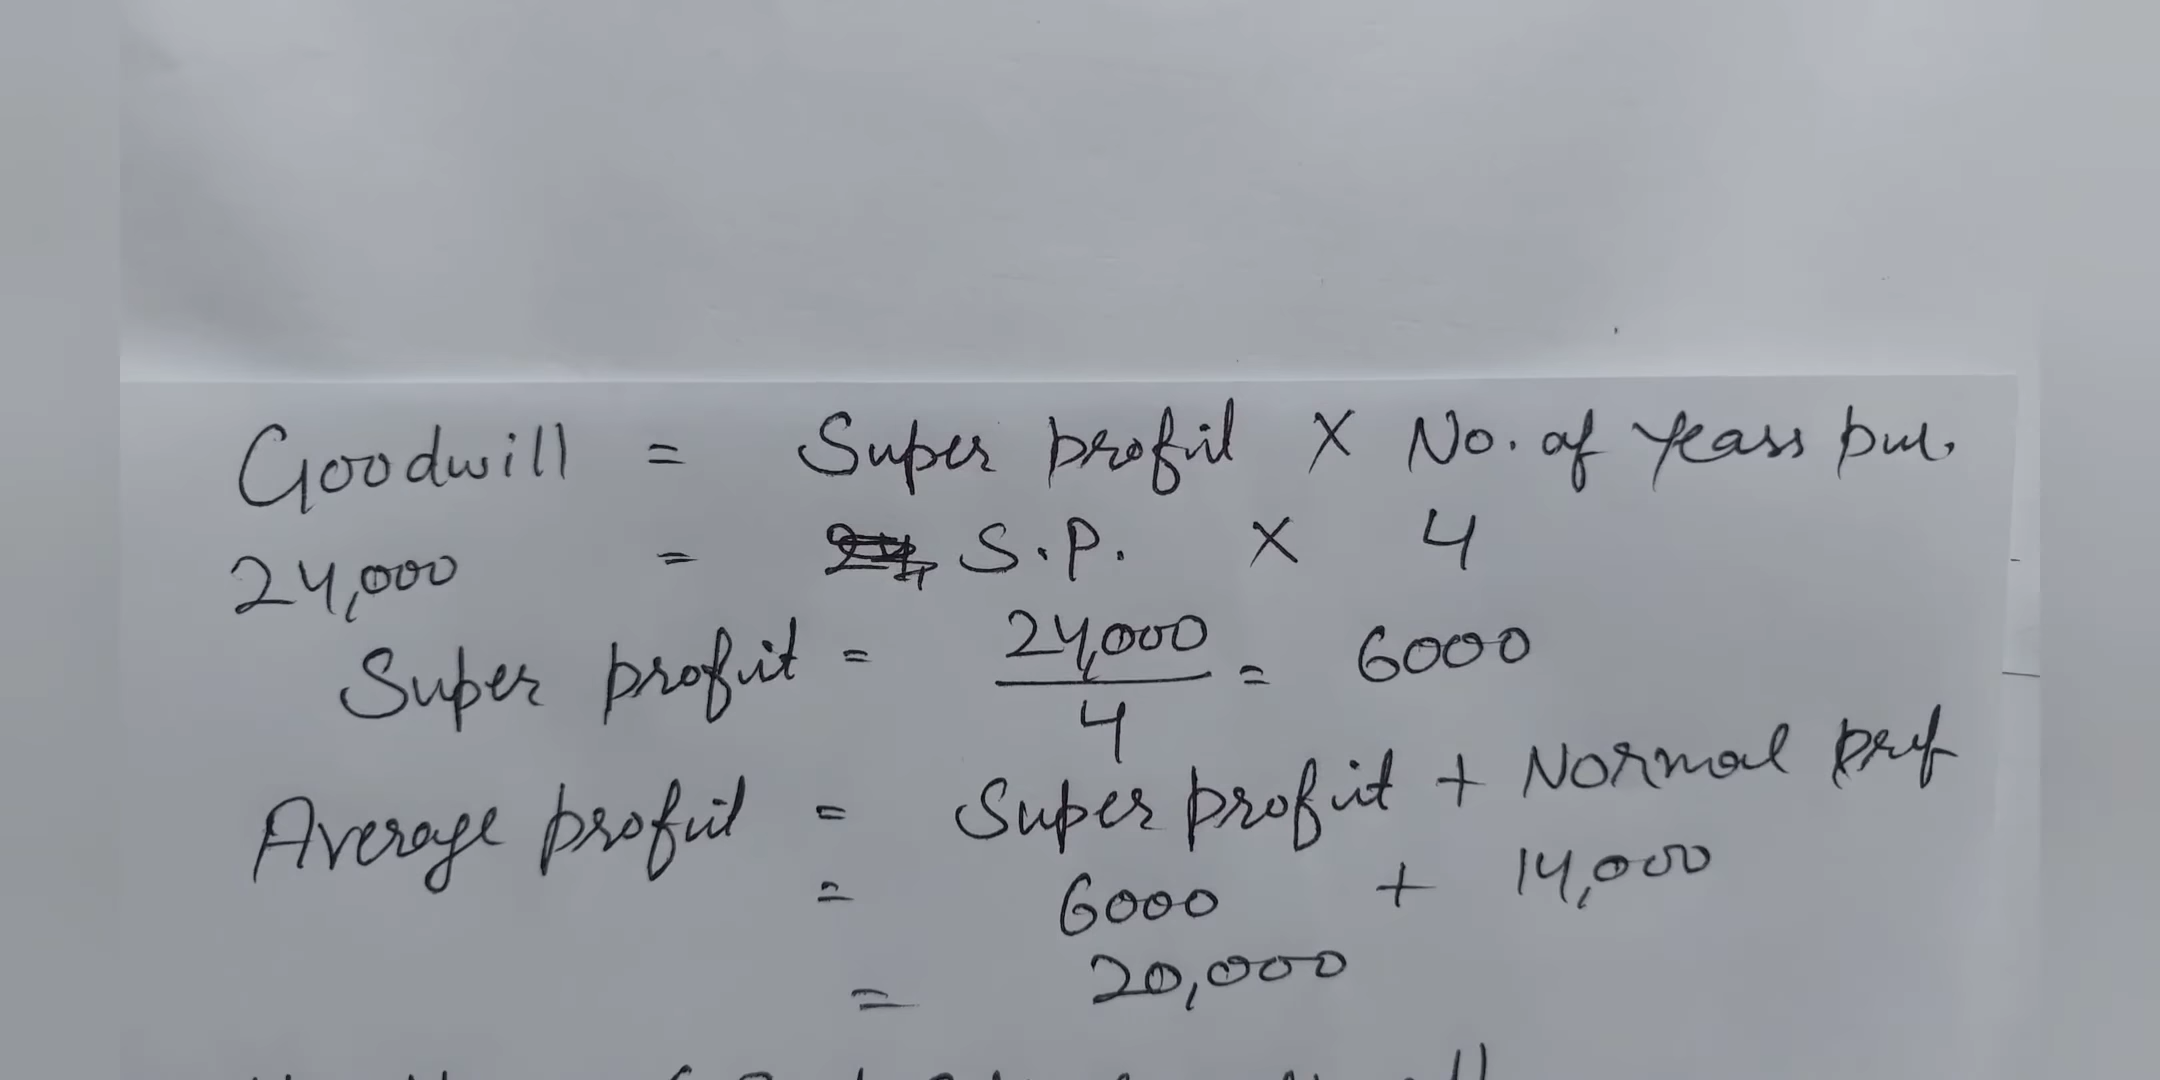 Goodwill = Super profit X No. of Years pur.
24,000 = S.P. X 4
Super profit = 24,000 / 4 = 6000
Average profit = Super profit + Normal prof
= 6000 + 14,000
= 20,000